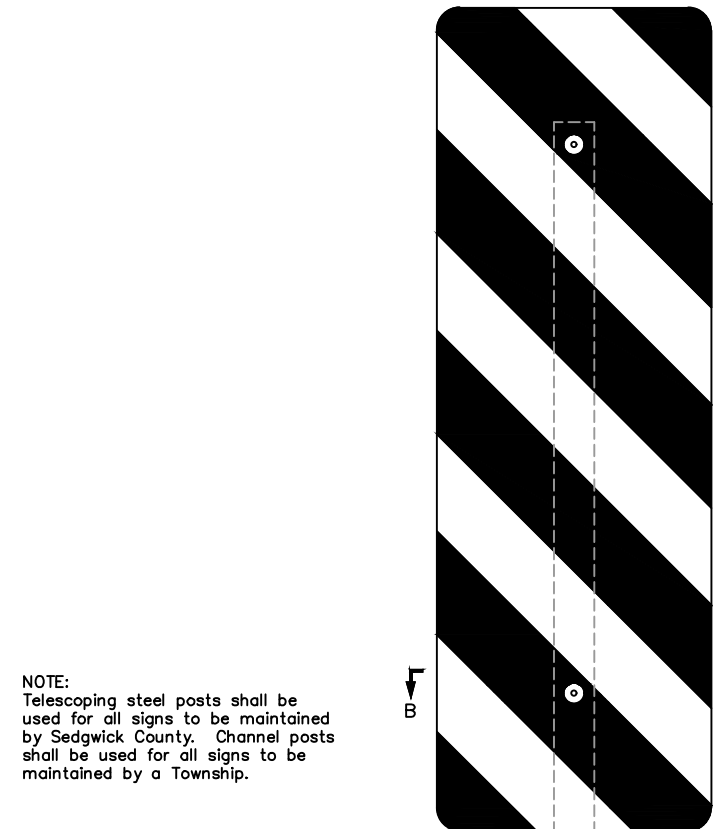 NOTE:
Telescoping steel posts shall be
used for all signs to be maintained
by Sedgwick County.  Channel posts
shall be used for all signs to be
maintained by a Township.
B